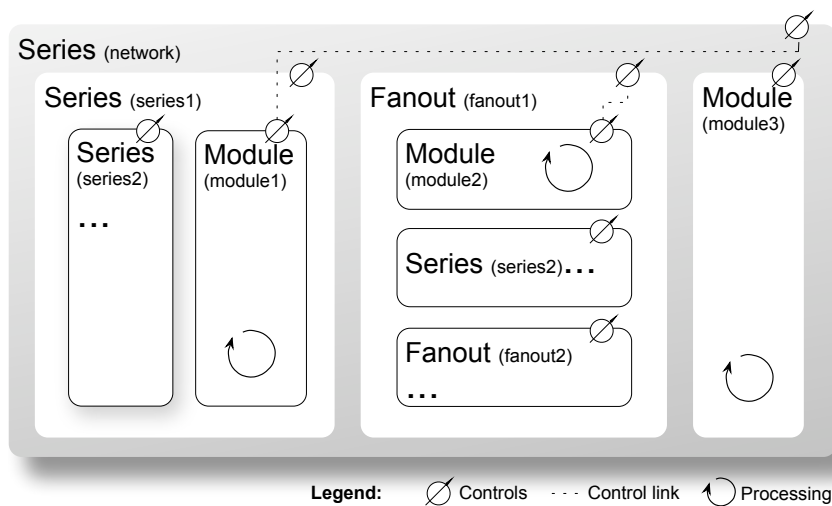 Series (network)
Series (series1)
Series
(series2)
...
Module
(module1)
Fanout (fanout1)
Module
(module2)
Series (series2)...
Fanout (fanout2)
...
Module
(module3)
Legend: Controls - - - Control link Processing